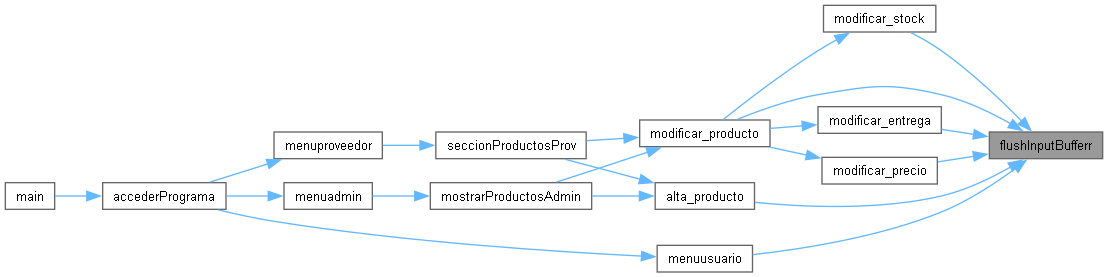 modificar_stock
modificar_producto
modificar_entrega
menuproveedor
seccionProductosProv
flushInputBufferr
modificar_precio
main
accederPrograma
menuadmin
mostrarProductosAdmin
alta_producto
menuusuario